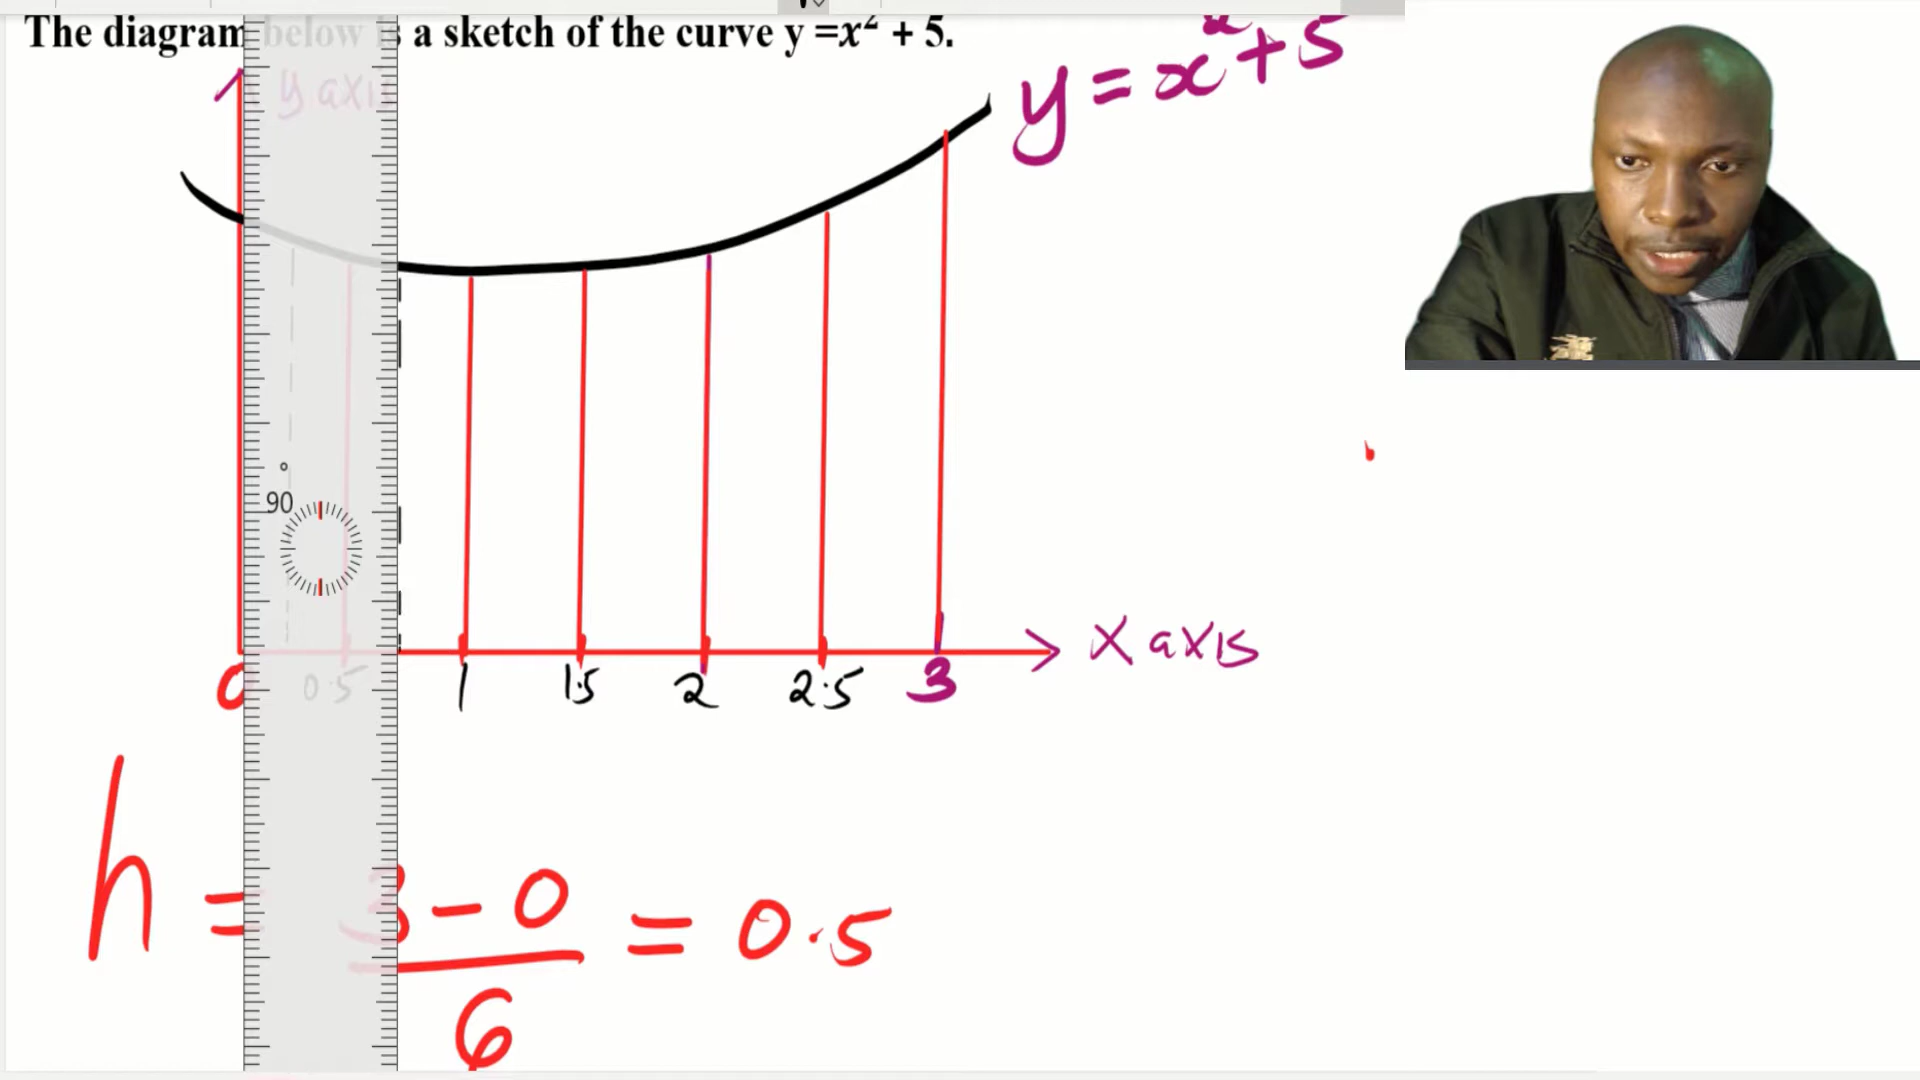 The diagram below is a sketch of the curve y =x² + 5.
y axis
y = x² + 5
90
0 0.5 1 1.5 2 2.5 3
X axis
h = 3 - 0 = 0.5
6